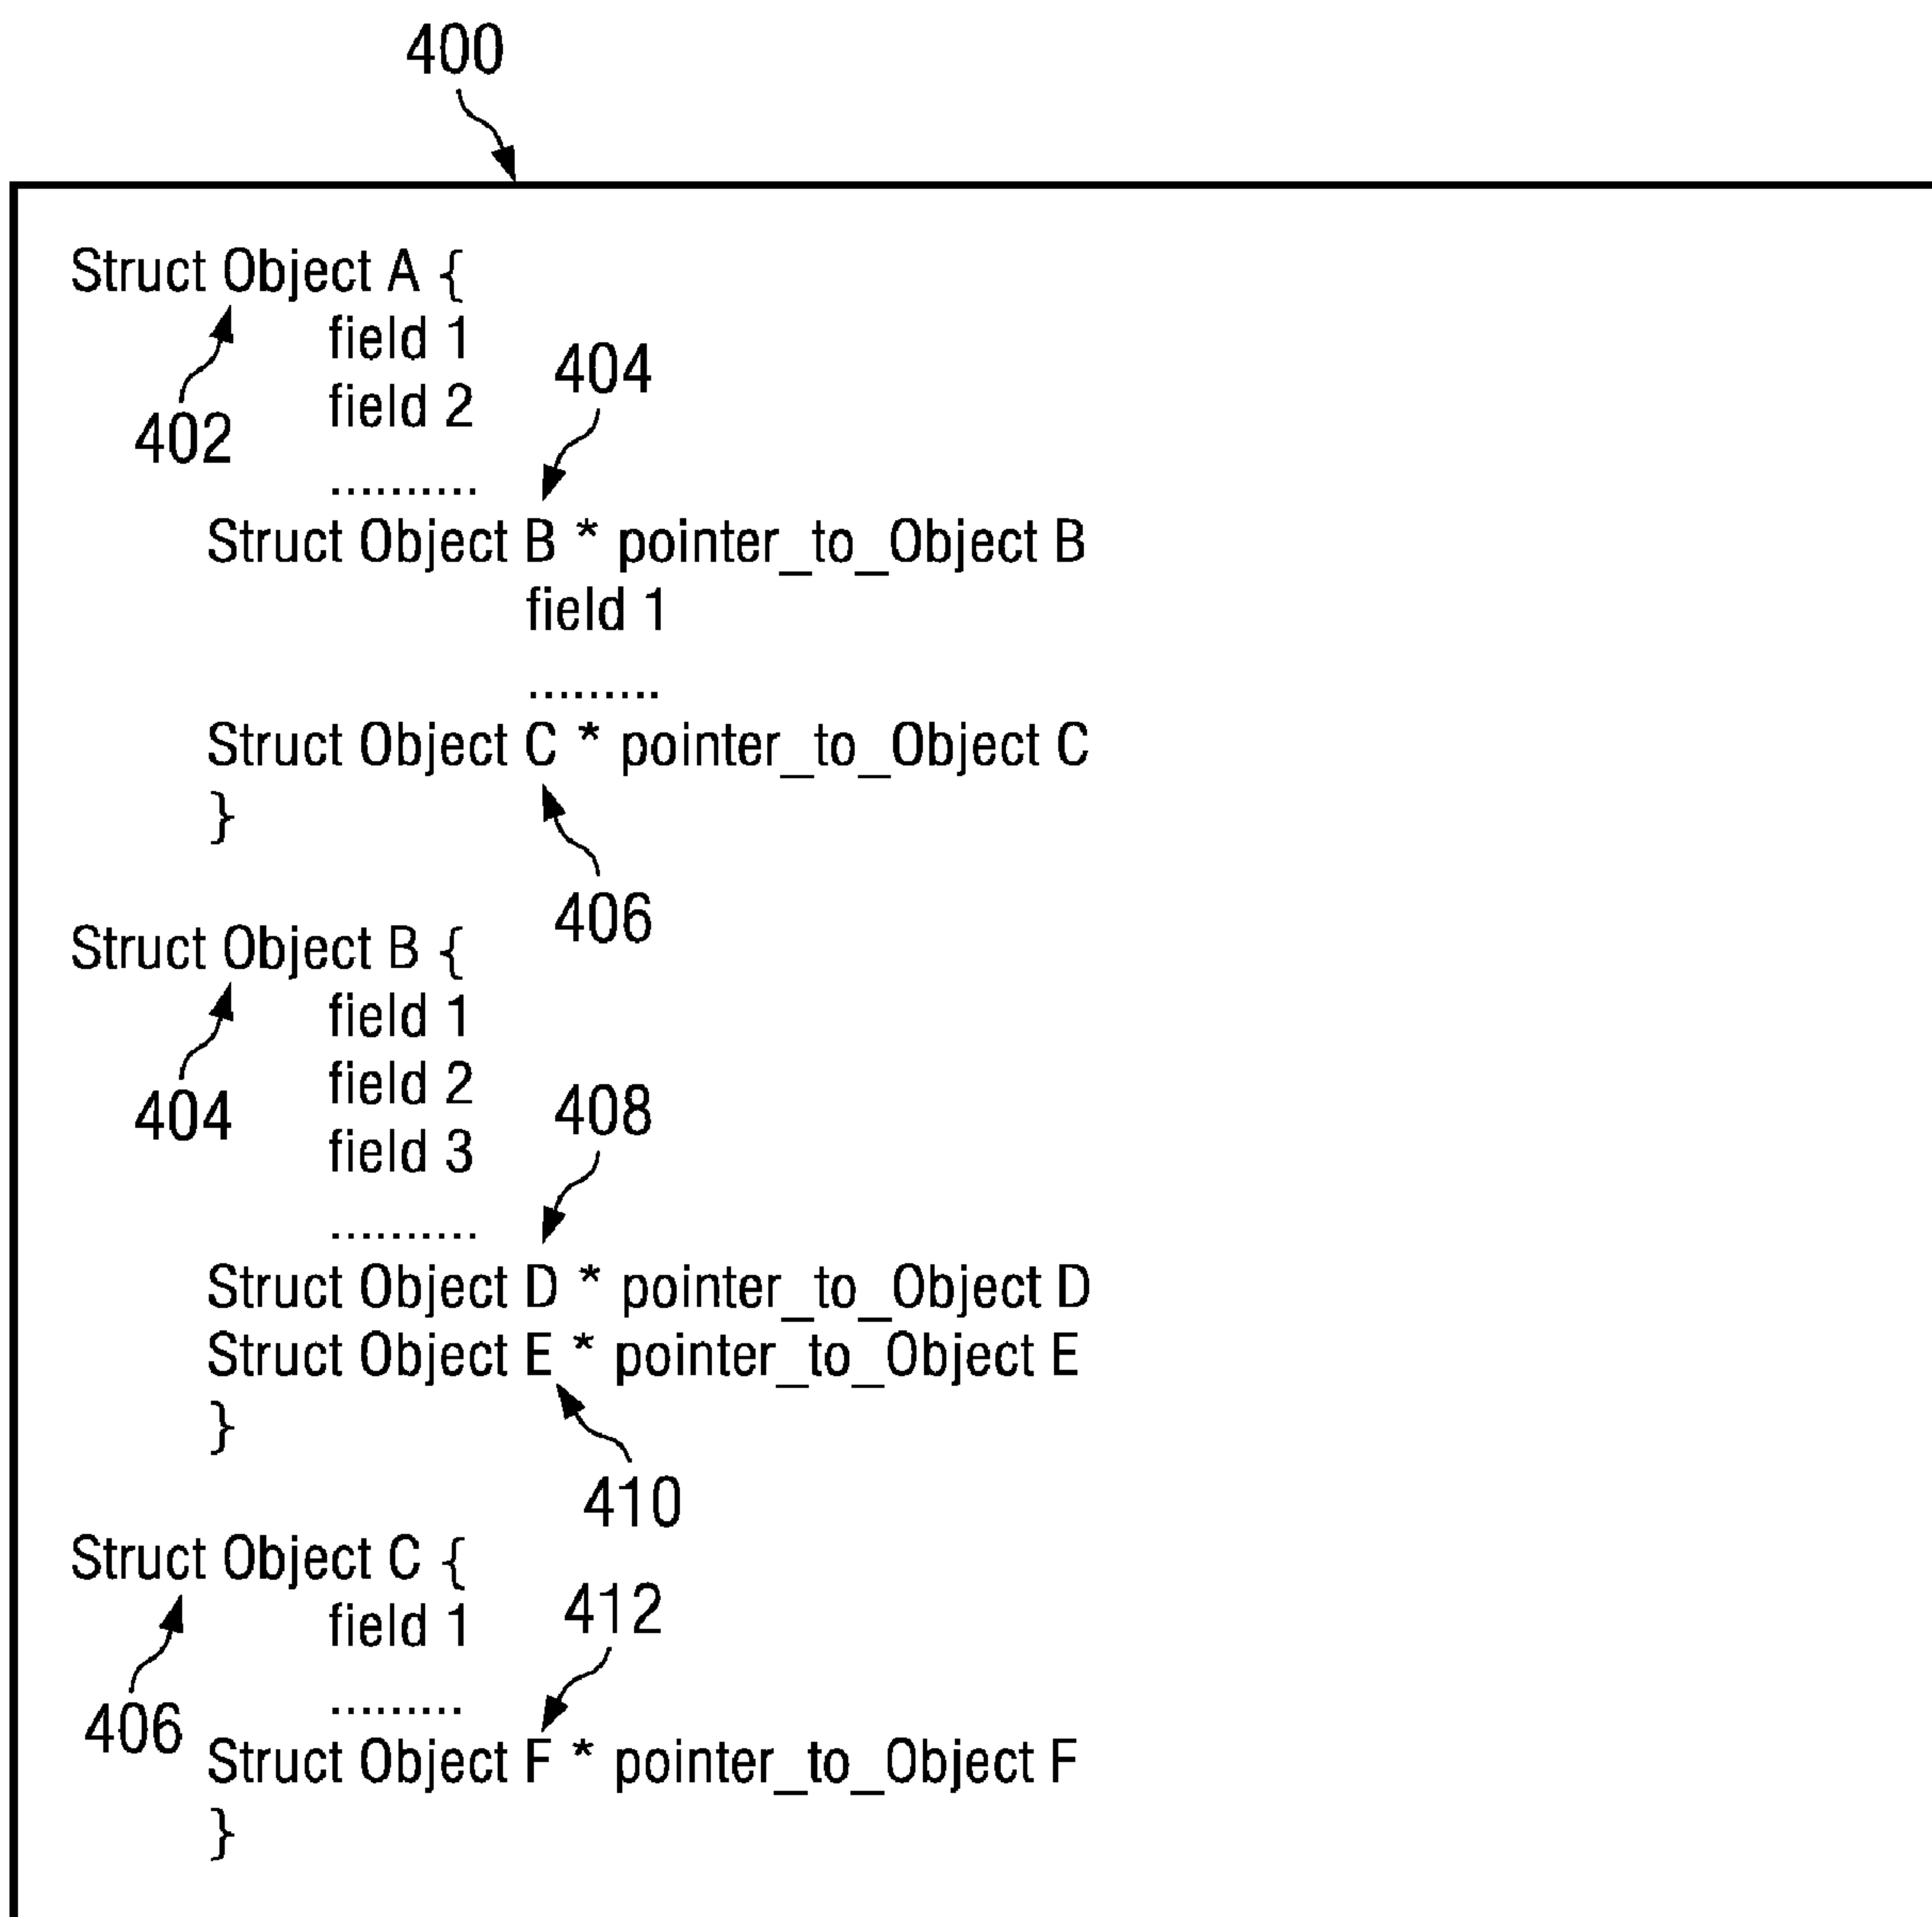 400
Struct Object A {
field 1
404
field 2
402
..........
Struct Object B * pointer_to_Object B
field 1
.........
Struct Object C * pointer_to_Object C
}
406
Struct Object B {
field 1
field 2
404
408
field 3
..........
Struct Object D * pointer_to_Object D
Struct Object E * pointer_to_Object E
}
410
Struct Object C {
412
field 1
.........
406
Struct Object F * pointer_to_Object F
}